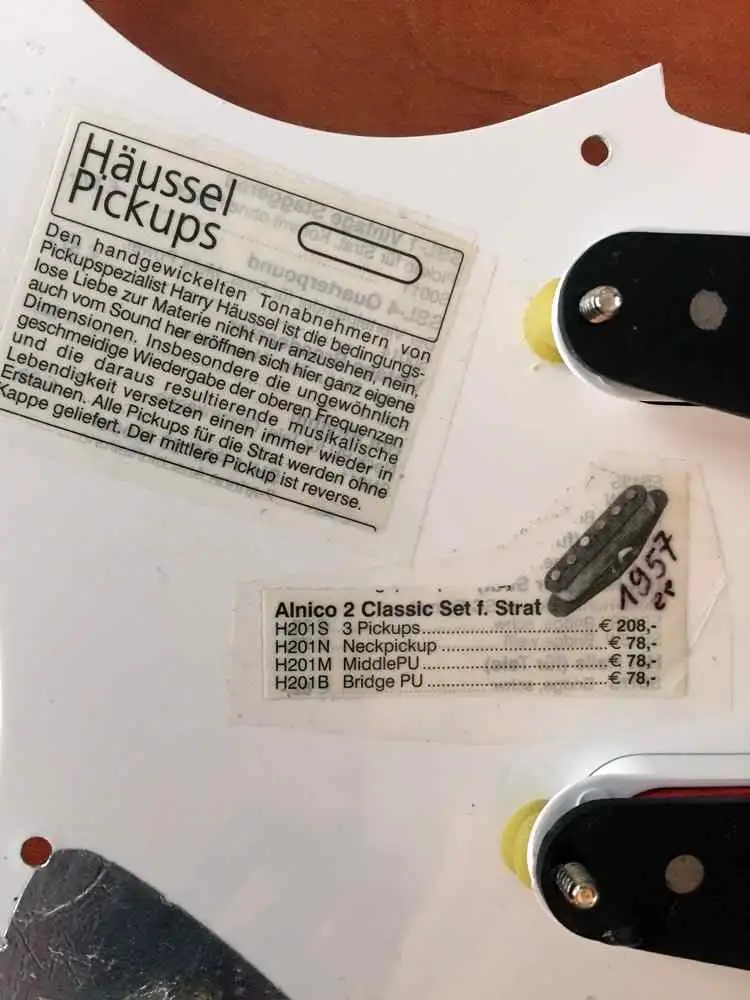 Häussel
Pickups
Den handgewickelten Tonabnehmern von
Pickupspezialist Harry Häussel ist die bedingungs-
lose Liebe zur Materie nicht nur anzusehen, nein,
auch vom Sound her eröffnen sich hier ganz eigene
Dimensionen. Insbesondere die ungewöhnlich
geschmeidige Wiedergabe der oberen Frequenzen
und die daraus resultierende musikalische
Lebendigkeit versetzen einen immer wieder in
Erstauhen. Alle Pickups für die Strat werden ohne
Kappe geliefert. Der mittlere Pickup ist reverse.
1957
Alnico 2 Classic Set f. Strat
H201S 3 Pickups..............................€ 208,-
H201N Neckpickup............................€ 78,-
H201M MiddlePU..............................€ 78,-
H201B Bridge PU..............................€ 78,-